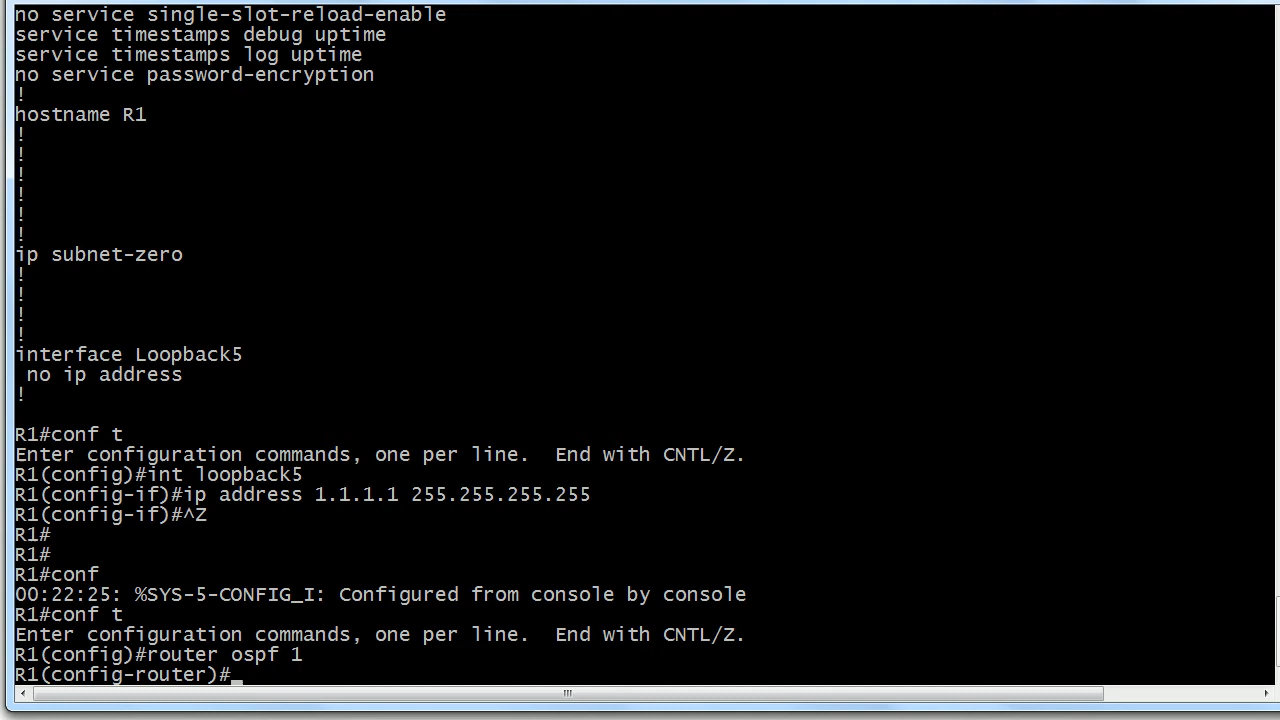 no service single-slot-reload-enable
service timestamps debug uptime
service timestamps log uptime
no service password-encryption
!
hostname R1
!
!
!
!
!
!
ip subnet-zero
!
!
!
!
interface Loopback5
 no ip address
!
R1#conf t
Enter configuration commands, one per line.  End with CNTL/Z.
R1(config)#int loopback5
R1(config-if)#ip address 1.1.1.1 255.255.255.255
R1(config-if)#^Z
R1#
R1#
R1#conf
00:22:25: %SYS-5-CONFIG_I: Configured from console by console
R1#conf t
Enter configuration commands, one per line.  End with CNTL/Z.
R1(config)#router ospf 1
R1(config-router)#_